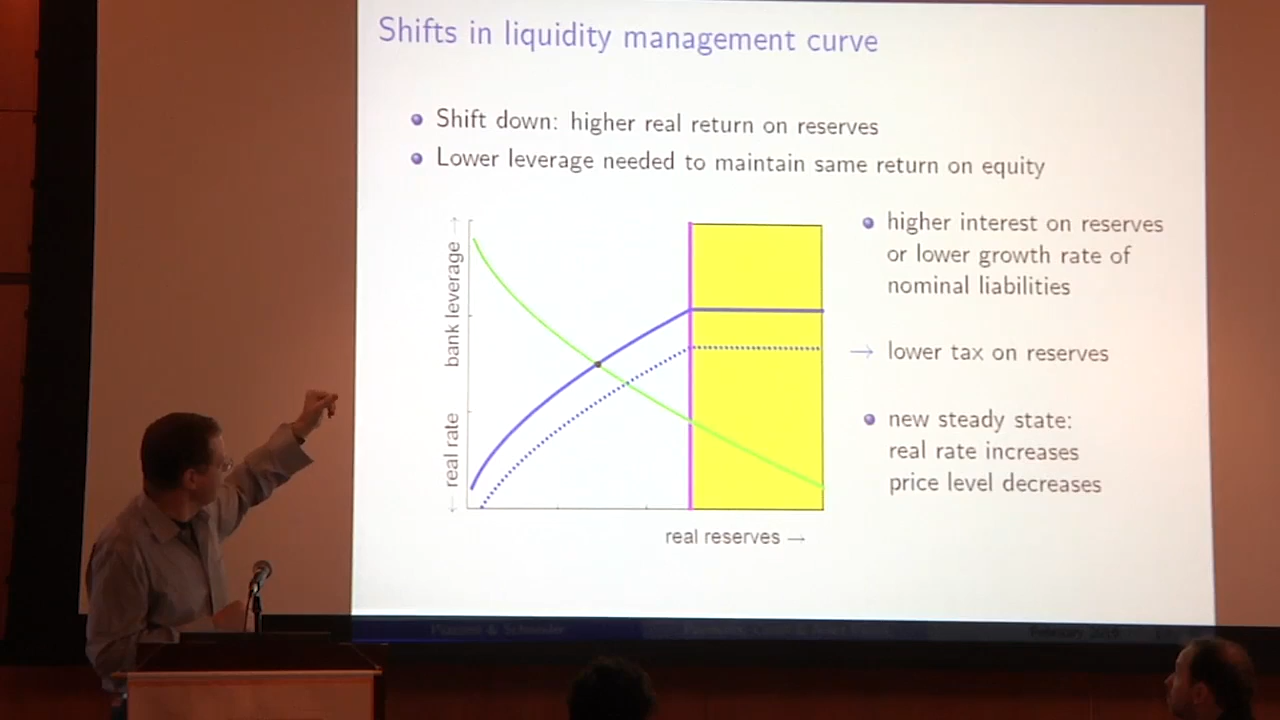 Shifts in liquidity management curve
Shift down: higher real return on reserves
Lower leverage needed to maintain same return on equity
← real rate    bank leverage →
real reserves →
higher interest on reserves
or lower growth rate of
nominal liabilities
→ lower tax on reserves
new steady state:
real rate increases
price level decreases